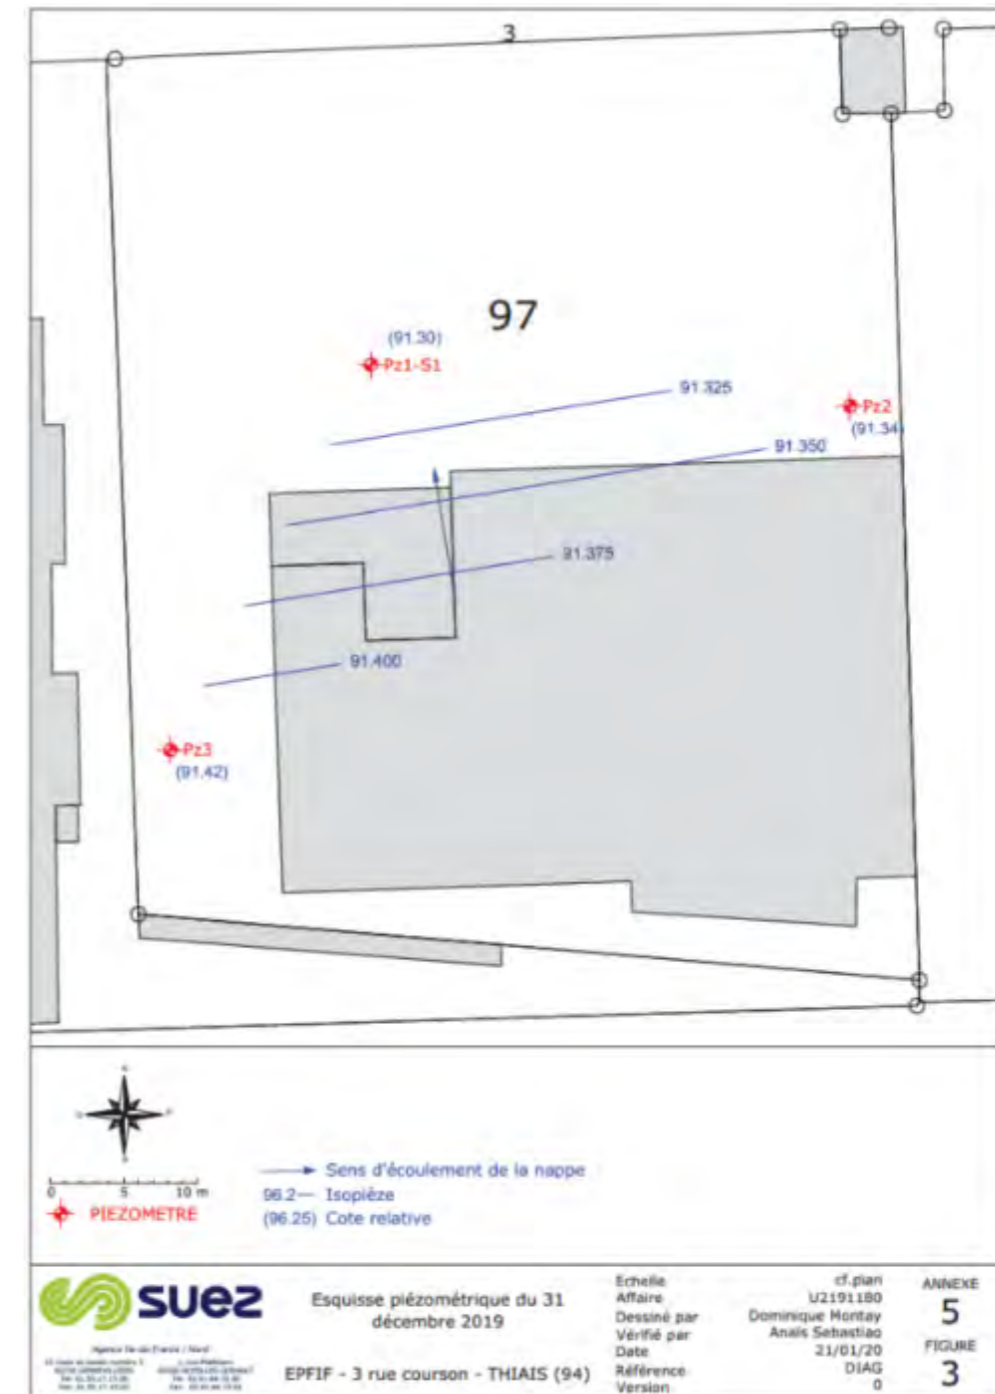 3
97
(91.30)
Pz1-S1
91.325
Pz2
(91.34)
91.350
91.375
91.400
Pz3
(91.42)
0 5 10 m
PIEZOMETRE
Sens d'écoulement de la nappe
96.2— Isopièze
(96.25) Cote relative
suez
Esquisse piézométrique du 31
décembre 2019
EPFIF - 3 rue courson - THIAIS (94)
Echelle cf.plan
Affaire U2191180
Dessiné par Dominique Montay
Vérifié par Anaïs Sebastiao
Date 21/01/20
Référence DIAG
Version 0
ANNEXE
5
FIGURE
3